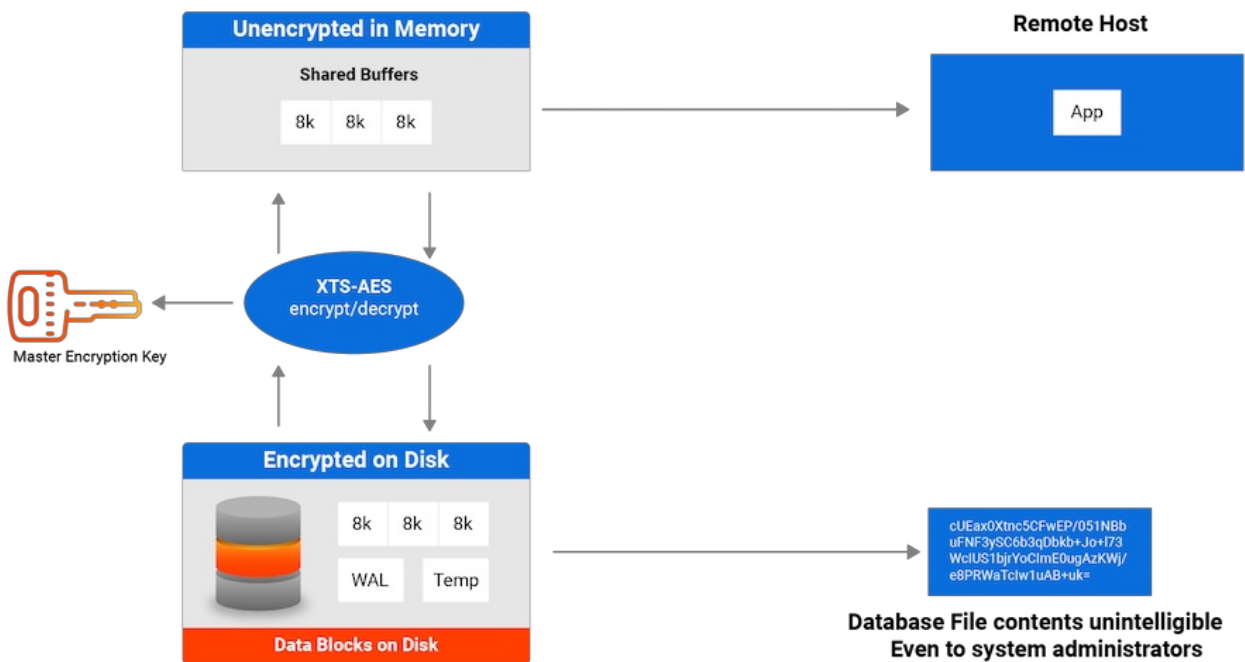 Unencrypted in Memory
Shared Buffers
8k 8k 8k
Remote Host
App
XTS-AES
encrypt/decrypt
Master Encryption Key
Encrypted on Disk
8k 8k 8k
WAL Temp
Data Blocks on Disk
cUEax0Xtnc5CFwEP/051NBb
uFNF3ySC6b3qDbkb+Jo+l73
WcIUS1bjrYoCImE0ugAzKWj/
e8PRWaTcIw1uAB+uk=
Database File contents unintelligible
Even to system administrators